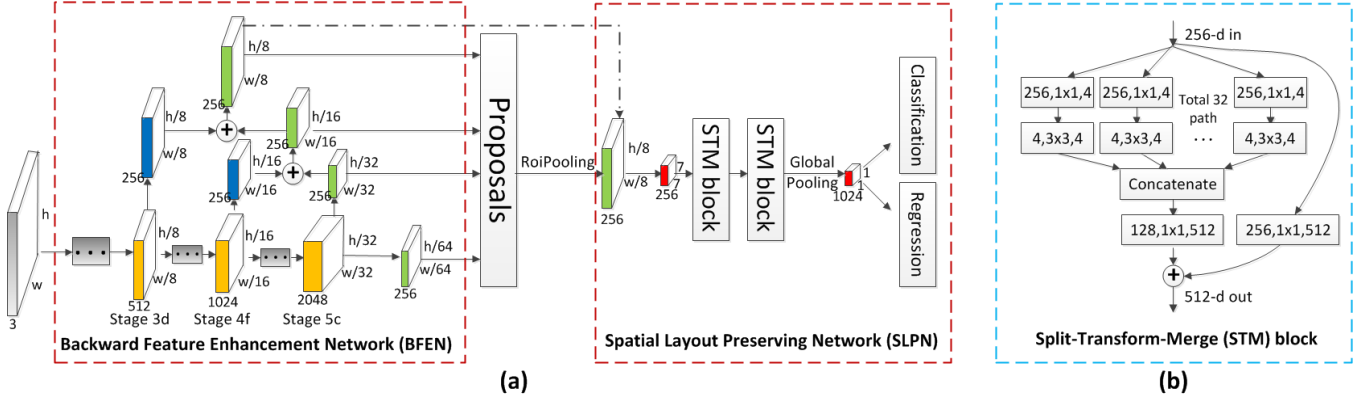 h
w
3
• • •
512
Stage 3d
h/8
w/8
• • •
1024
Stage 4f
h/16
w/16
• • •
2048
Stage 5c
h/32
w/32
256
h/64
w/64
256
h/8
w/8
256
h/16
w/16
256
h/32
w/32
+
256
h/16
w/16
+
256
h/8
w/8
Backward Feature Enhancement Network (BFEN)
Proposals
RoiPooling
256
h/8
w/8
256
7
7
STM block
STM block
Global
Pooling
1024
1
1
Classification
Regression
Spatial Layout Preserving Network (SLPN)
(a)
256-d in
256,1x1,4
256,1x1,4
256,1x1,4
Total 32
path
4,3x3,4
4,3x3,4
• • •
4,3x3,4
Concatenate
128,1x1,512
256,1x1,512
+
512-d out
Split-Transform-Merge (STM) block
(b)